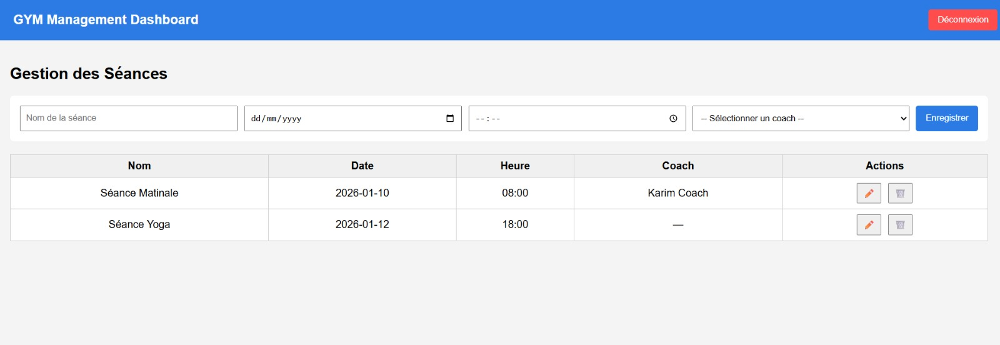 GYM Management Dashboard Déconnexion
Gestion des Séances
Nom de la séance dd/mm/yyyy --:-- -- Sélectionner un coach -- Enregistrer
Nom Date Heure Coach Actions
Séance Matinale 2026-01-10 08:00 Karim Coach
Séance Yoga 2026-01-12 18:00 —